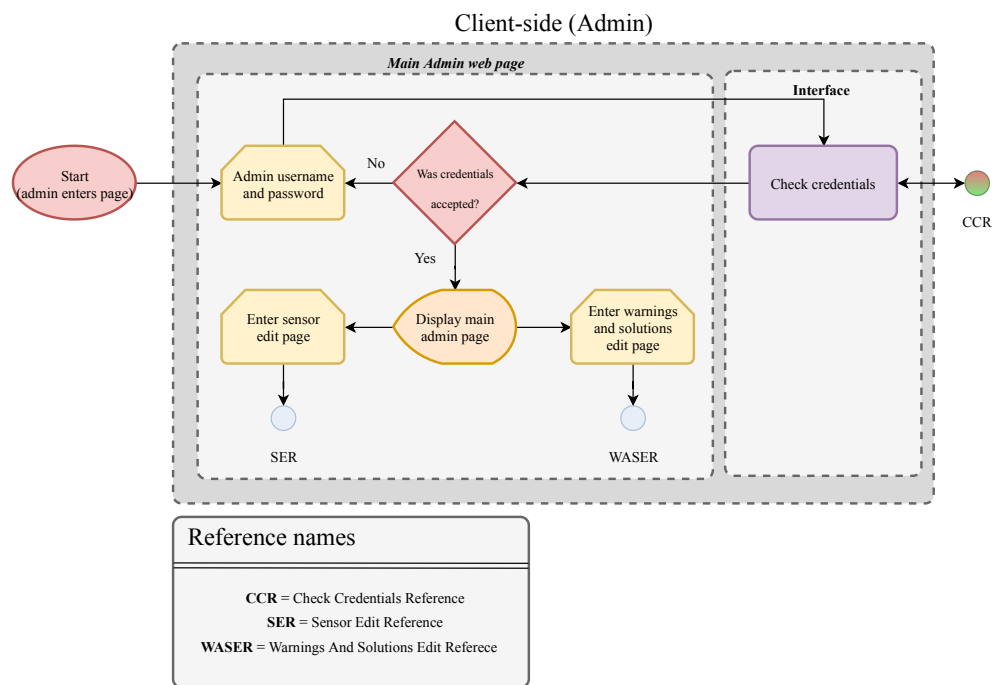 Client-side (Admin)
Main Admin web page
Interface
Start
(admin enters page)
Admin username
and password
No
Was credentials
accepted?
Check credentials
CCR
Yes
Enter sensor
edit page
Display main
admin page
Enter warnings
and solutions
edit page
SER
WASER
Reference names
CCR = Check Credentials Reference
SER = Sensor Edit Reference
WASER = Warnings And Solutions Edit Referece